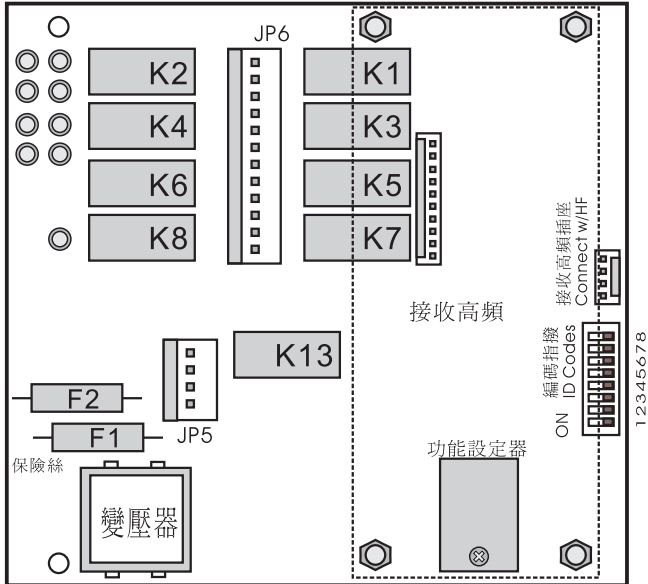 JP6
K2
K1
K4
K3
K6
K5
K8
K7
接收高頻插座
Connect w/HF
接收高頻
編碼指撥
ID Codes
ON
12345678
K13
JP5
F2
F1
保險絲
功能設定器
變壓器